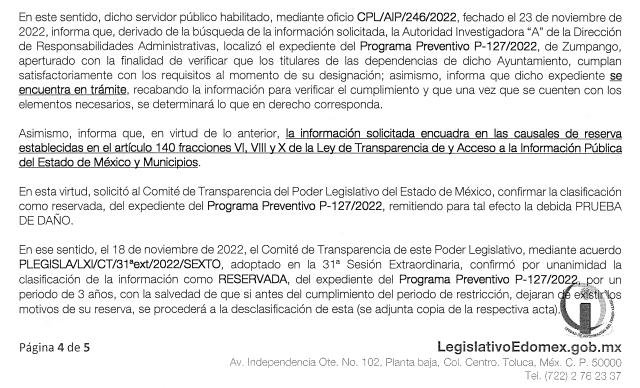 En este sentido, dicho servidor público habilitado, mediante oficio CPL/AIP/246/2022, fechado el 23 de noviembre de
2022, informa que, derivado de la búsqueda de la información solicitada, la Autoridad Investigadora “A” de la Dirección
de Responsabilidades Administrativas, localizó el expediente del Programa Preventivo P-127/2022, de Zumpango,
aperturado con la finalidad de verificar que los titulares de las dependencias de dicho Ayuntamiento, cumplan
satisfactoriamente con los requisitos al momento de su designación; asimismo, informa que dicho expediente se
encuentra en trámite, recabando la información para verificar el cumplimiento y que una vez que se cuenten con los
elementos necesarios, se determinará lo que en derecho corresponda.
Asimismo, informa que, en virtud de lo anterior, la información solicitada encuadra en las causales de reserva
establecidas en el artículo 140 fracciones VI, VIII y X de la Ley de Transparencia de y Acceso a la Información Pública
del Estado de México y Municipios.
En esta virtud, solicitó al Comité de Transparencia del Poder Legislativo del Estado de México, confirmar la clasificación
como reservada, del expediente del Programa Preventivo P-127/2022, remitiendo para tal efecto la debida PRUEBA
DE DAÑO.
En ese sentido, el 18 de noviembre de 2022, el Comité de Transparencia de este Poder Legislativo, mediante acuerdo
PLEGISLA/LXI/CT/31ªext/2022/SEXTO, adoptado en la 31ª Sesión Extraordinaria, confirmó por unanimidad la
clasificación de la información como RESERVADA, del expediente del Programa Preventivo P-127/2022, por un
periodo de 3 años, con la salvedad de que si antes del cumplimiento del periodo de restricción, dejaran de existir los
motivos de su reserva, se procederá a la desclasificación de esta (se adjunta copia de la respectiva acta).
Página 4 de 5
LegislativoEdomex.gob.mx
Av. Independencia Ote. No. 102, Planta baja, Col. Centro. Toluca, Méx. C. P. 50000
Tel. (722) 2 76 23 37